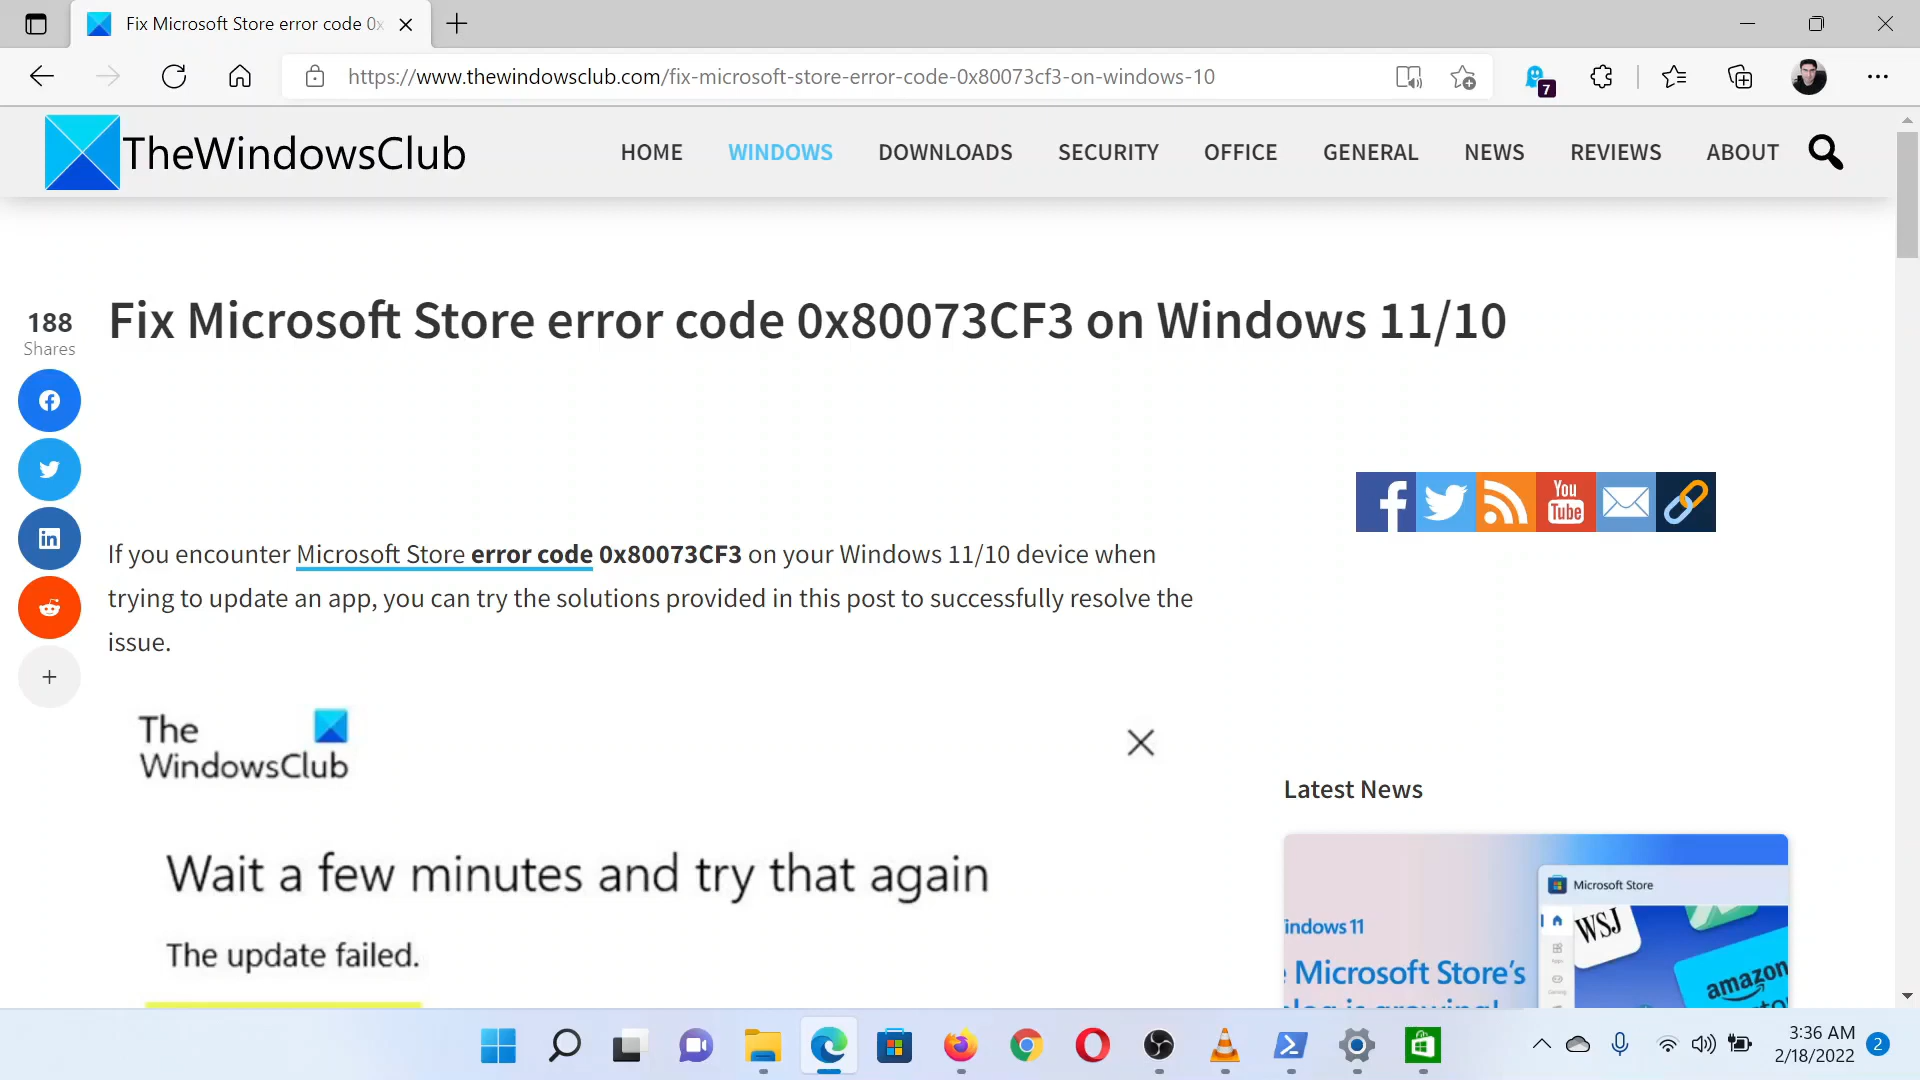 Fix Microsoft Store error code 0x
https://www.thewindowsclub.com/fix-microsoft-store-error-code-0x80073cf3-on-windows-10
7
TheWindowsClub
HOME
WINDOWS
DOWNLOADS
SECURITY
OFFICE
GENERAL
NEWS
REVIEWS
ABOUT
Fix Microsoft Store error code 0x80073CF3 on Windows 11/10
188
Shares
You
Tube
If you encounter Microsoft Store error code 0x80073CF3 on your Windows 11/10 device when
trying to update an app, you can try the solutions provided in this post to successfully resolve the
issue.
The
WindowsClub
Wait a few minutes and try that again
The update failed.
Latest News
Microsoft Store
WSJ
indows 11
Microsoft Store's
is growing!
amazon
3:36 AM
2/18/2022
2